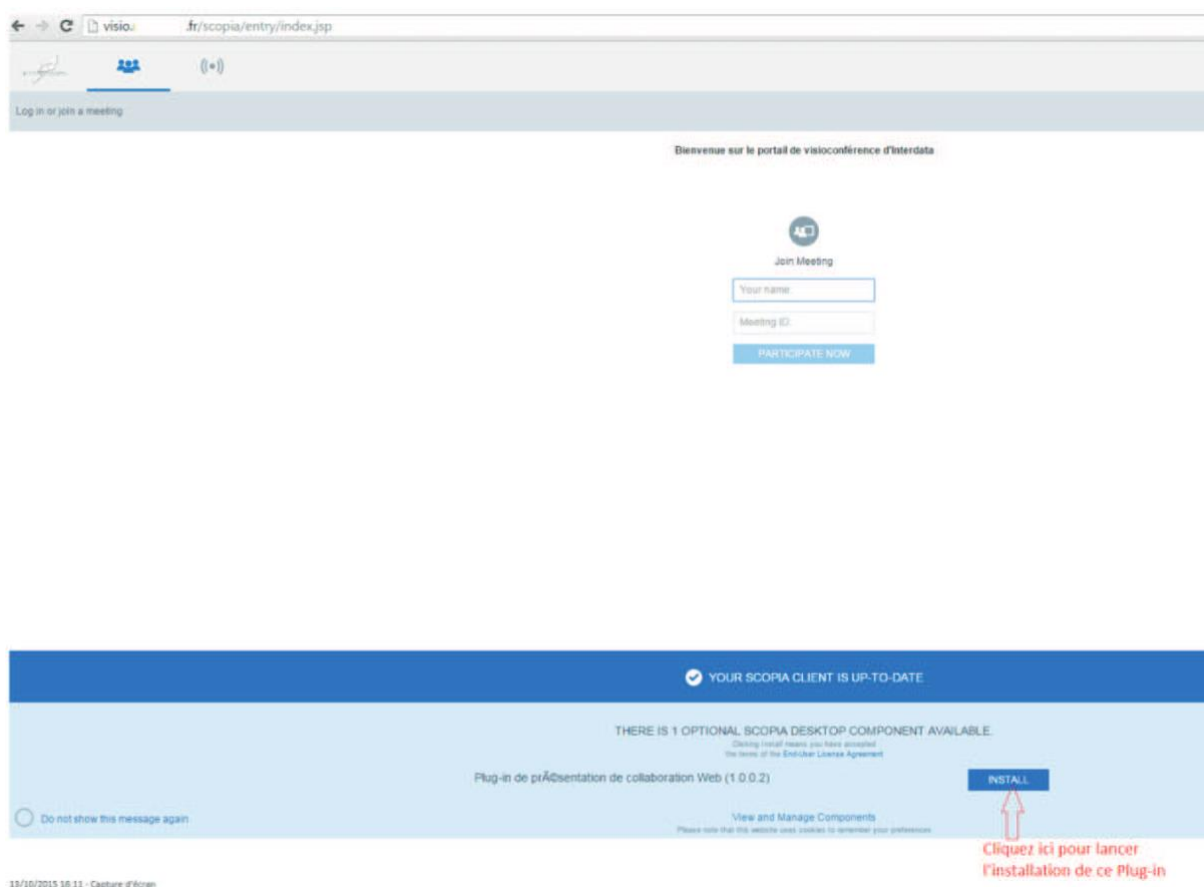 visio. .fr/scopia/entry/index.jsp
Log in or join a meeting
Bienvenue sur le portail de visioconférence d'Interdata
Join Meeting
Your name:
Meeting ID:
PARTICIPATE NOW
YOUR SCOPIA CLIENT IS UP-TO-DATE
THERE IS 1 OPTIONAL SCOPIA DESKTOP COMPONENT AVAILABLE.
Clicking Install means you have accepted
the terms of the End-User License Agreement
Plug-in de prÃ©sentation de collaboration Web (1.0.0.2)
INSTALL
Do not show this message again
View and Manage Components
Please note that this website uses cookies to remember your preferences
Cliquez ici pour lancer
l'installation de ce Plug-in
13/10/2015 16:11 - Capture d'écran